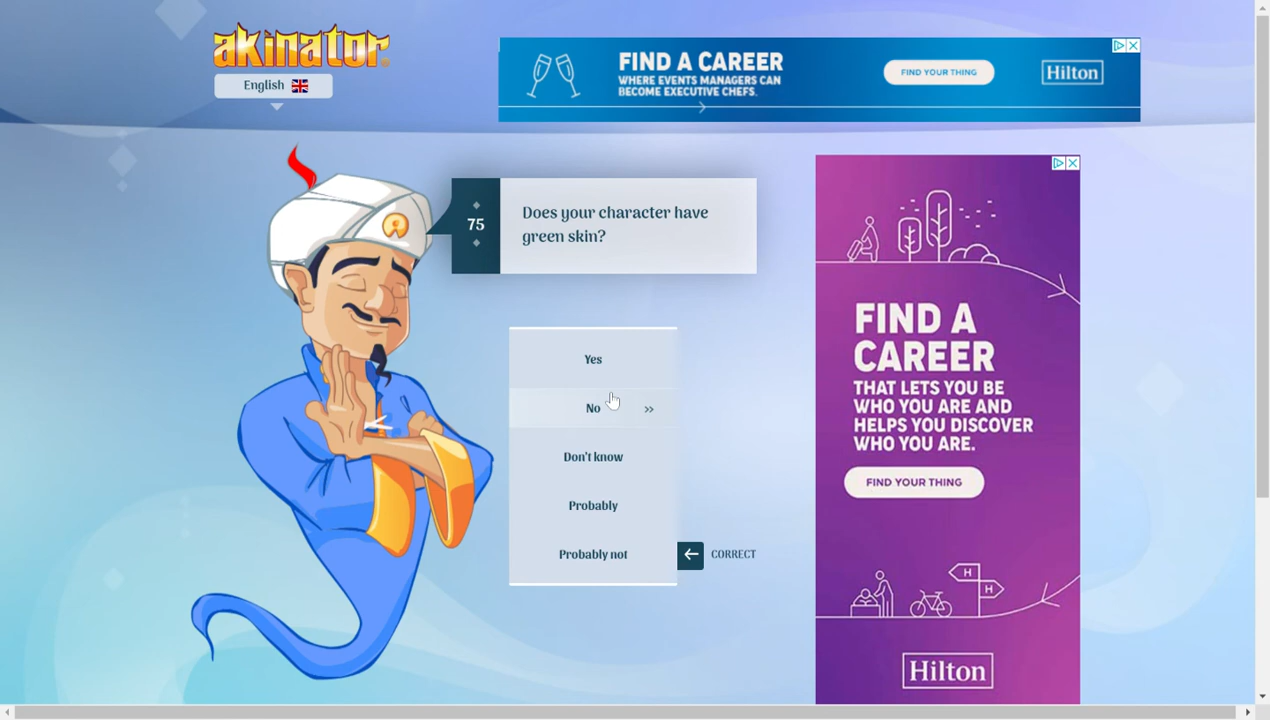 akinator
English
FIND A CAREER
WHERE EVENTS MANAGERS CAN
BECOME EXECUTIVE CHEFS.
FIND YOUR THING
Hilton
75
Does your character have
green skin?
Yes
No »
Don't know
Probably
Probably not
CORRECT
FIND A
CAREER
THAT LETS YOU BE
WHO YOU ARE AND
HELPS YOU DISCOVER
WHO YOU ARE.
FIND YOUR THING
H
H
Hilton